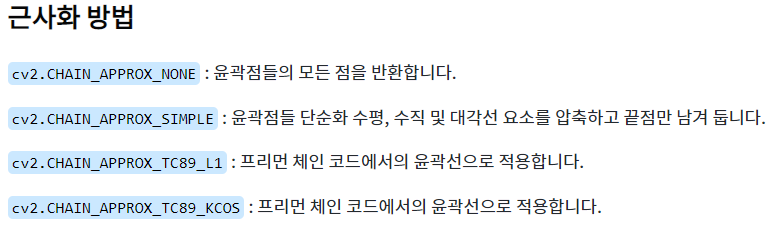 근사화 방법
cv2.CHAIN_APPROX_NONE : 윤곽점들의 모든 점을 반환합니다.
cv2.CHAIN_APPROX_SIMPLE : 윤곽점들 단순화 수평, 수직 및 대각선 요소를 압축하고 끝점만 남겨 둡니다.
cv2.CHAIN_APPROX_TC89_L1 : 프리먼 체인 코드에서의 윤곽선으로 적용합니다.
cv2.CHAIN_APPROX_TC89_KCOS : 프리먼 체인 코드에서의 윤곽선으로 적용합니다.